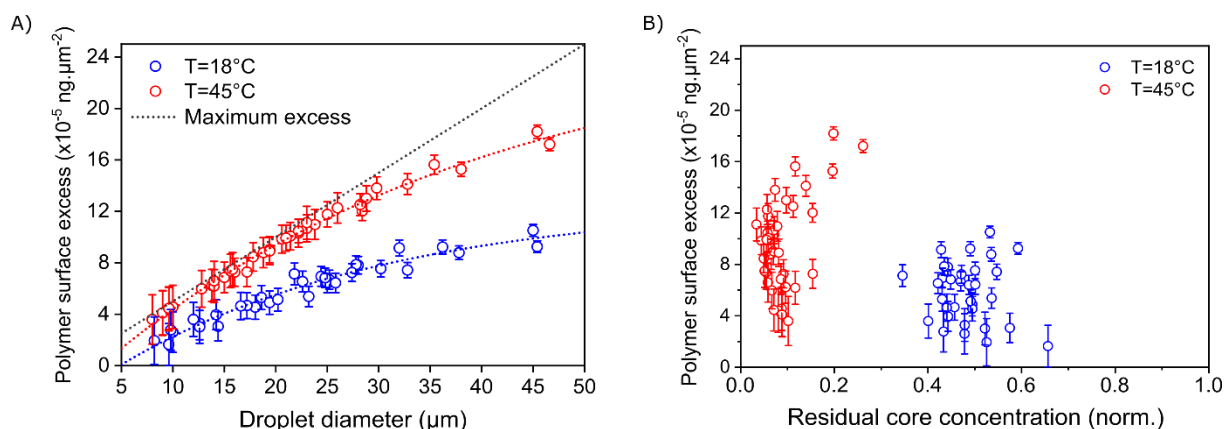 A)
Polymer surface excess (x10⁻⁵ ng.µm⁻²)
24
20
16
12
8
4
0
T=18°C
T=45°C
Maximum excess
5 10 15 20 25 30 35 40 45 50
Droplet diameter (µm)
B)
Polymer surface excess (x10⁻⁵ ng.µm⁻²)
24
20
16
12
8
4
0
T=18°C
T=45°C
0.0 0.2 0.4 0.6 0.8 1.0
Residual core concentration (norm.)